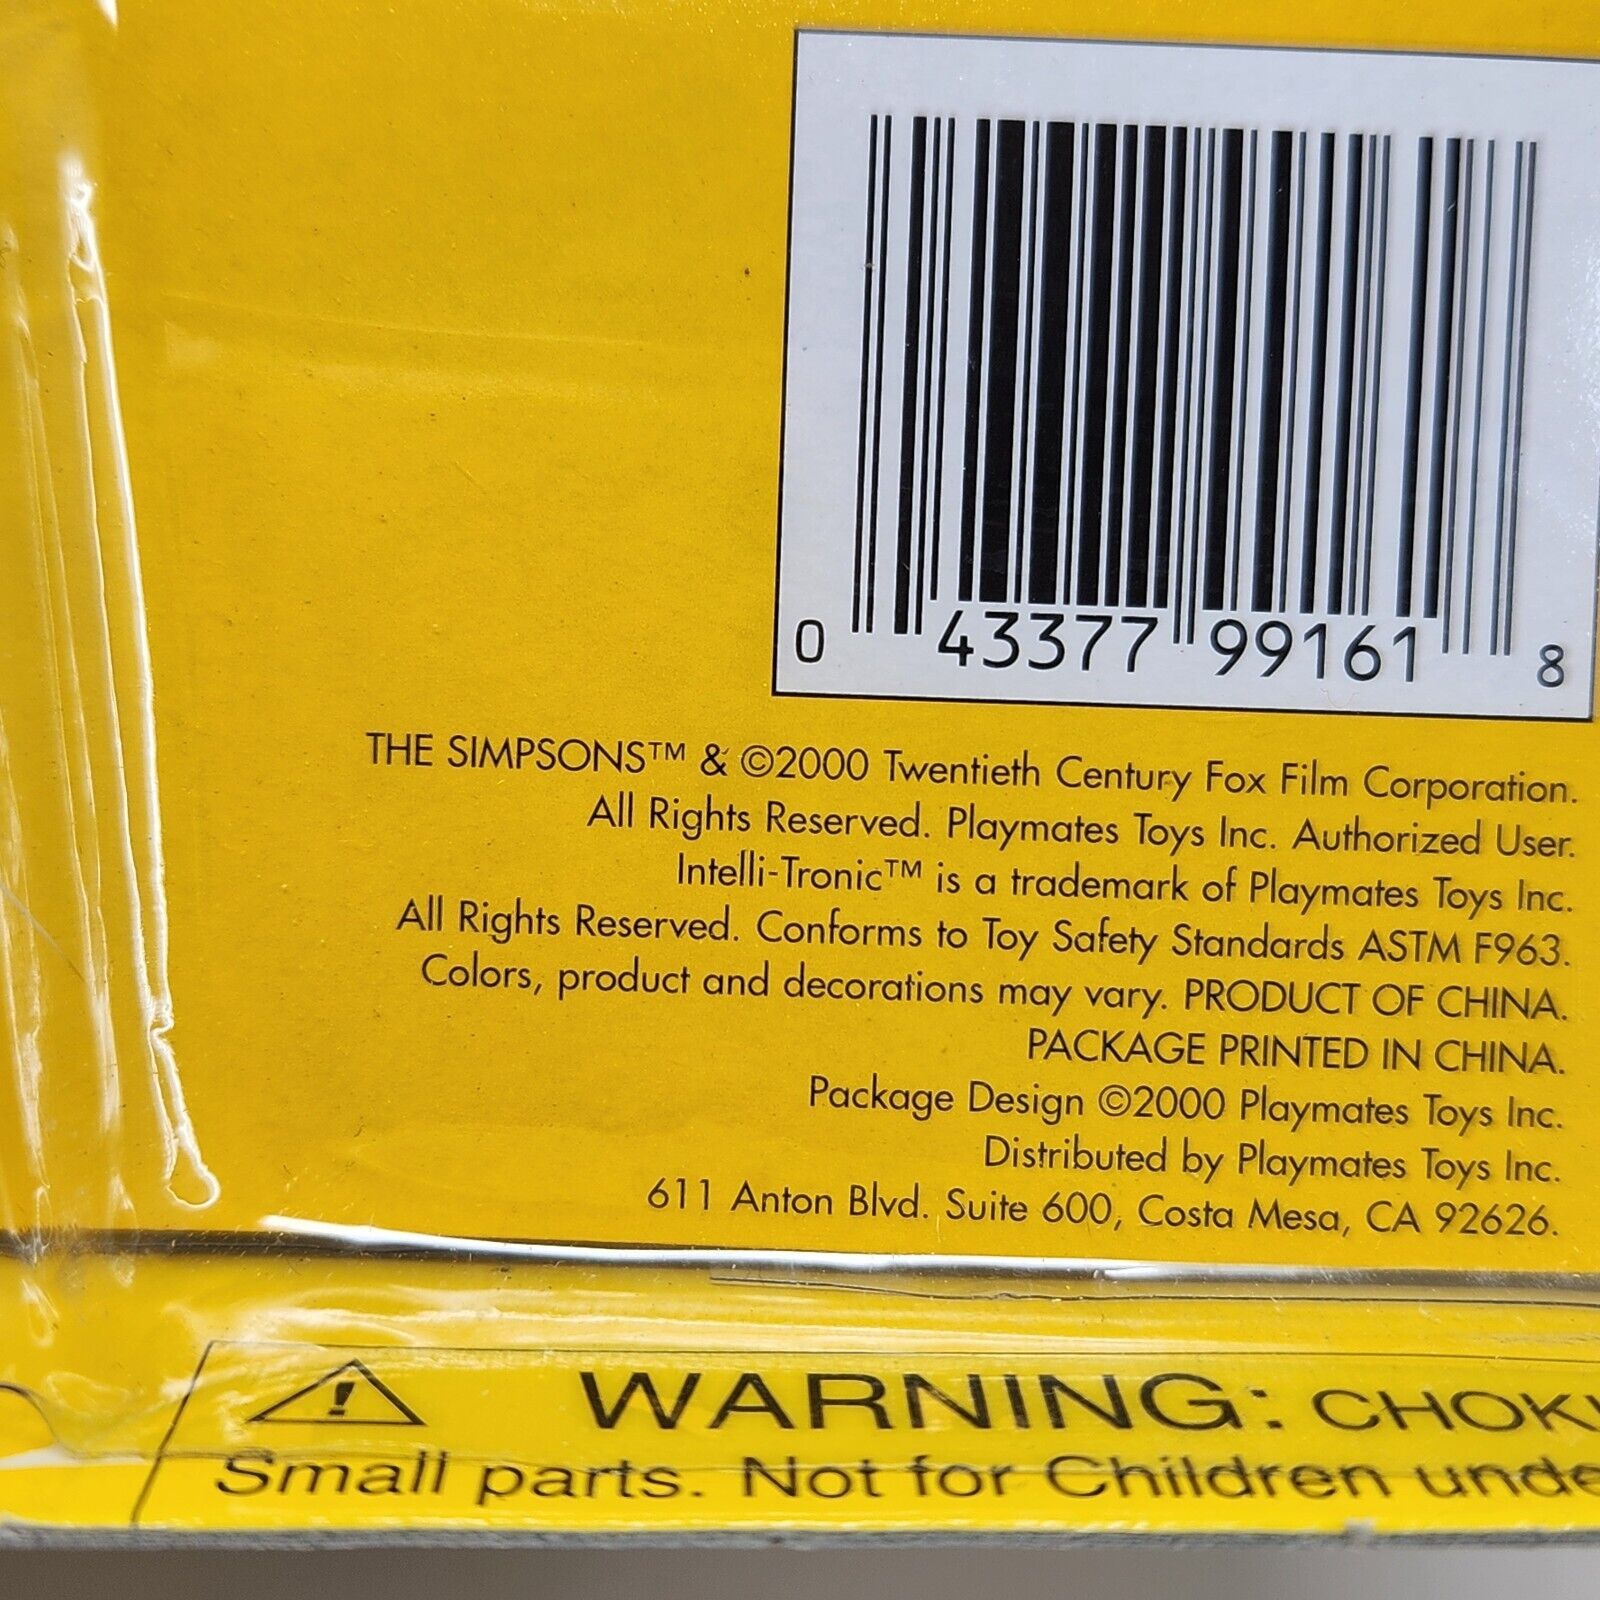 0 43377 99161 8
THE SIMPSONS™ & ©2000 Twentieth Century Fox Film Corporation.
All Rights Reserved. Playmates Toys Inc. Authorized User.
Intelli-Tronic™ is a trademark of Playmates Toys Inc.
All Rights Reserved. Conforms to Toy Safety Standards ASTM F963.
Colors, product and decorations may vary. PRODUCT OF CHINA.
PACKAGE PRINTED IN CHINA.
Package Design ©2000 Playmates Toys Inc.
Distributed by Playmates Toys Inc.
611 Anton Blvd. Suite 600, Costa Mesa, CA 92626.
WARNING:
Small parts. Not for Children